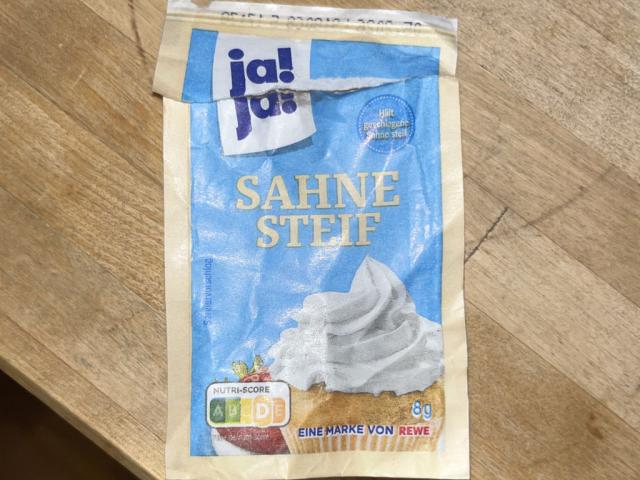 ja!
ja!
Hält
geschlagene
Sahne steif
SAHNE
STEIF
NUTRI-SCORE
A B C D E
8g
EINE MARKE VON REWE